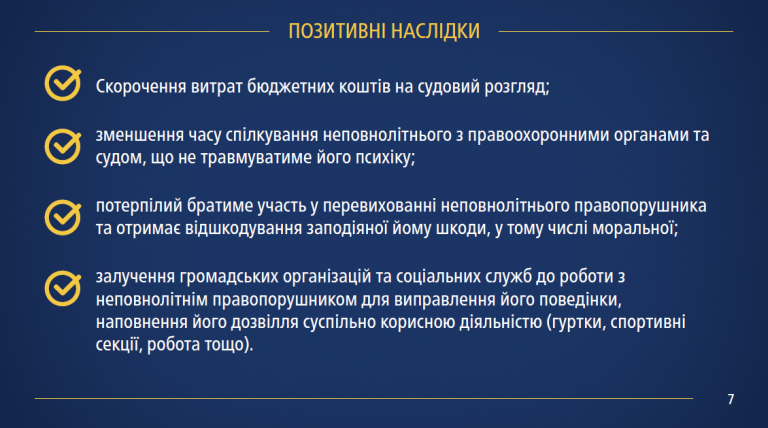 ПОЗИТИВНІ НАСЛІДКИ
Скорочення витрат бюджетних коштів на судовий розгляд;
зменшення часу спілкування неповнолітнього з правоохоронними органами та
судом, що не травмуватиме його психіку;
потерпілий братиме участь у перевихованні неповнолітнього правопорушника
та отримає відшкодування заподіяної йому шкоди, у тому числі моральної;
залучення громадських організацій та соціальних служб до роботи з
неповнолітнім правопорушником для виправлення його поведінки,
наповнення його дозвілля суспільно корисною діяльністю (гуртки, спортивні
секції, робота тощо).
7